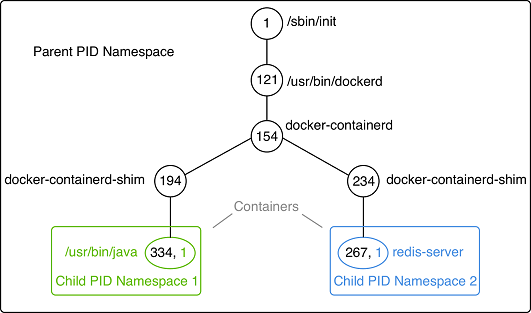 1 /sbin/init
Parent PID Namespace
121 /usr/bin/dockerd
154 docker-containerd
docker-containerd-shim 194
234 docker-containerd-shim
Containers
/usr/bin/java 334, 1
267, 1 redis-server
Child PID Namespace 1
Child PID Namespace 2